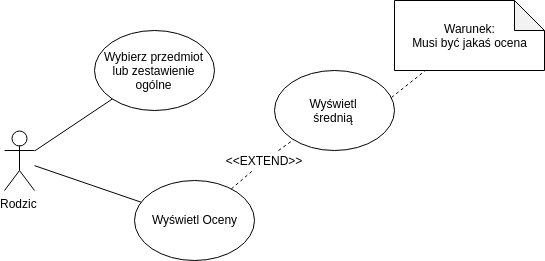 Warunek:
Musi być jakaś ocena
Wybierz przedmiot
lub zestawienie
ogólne
Wyświetl
średnią
<<EXTEND>>
Rodzic
Wyświetl Oceny